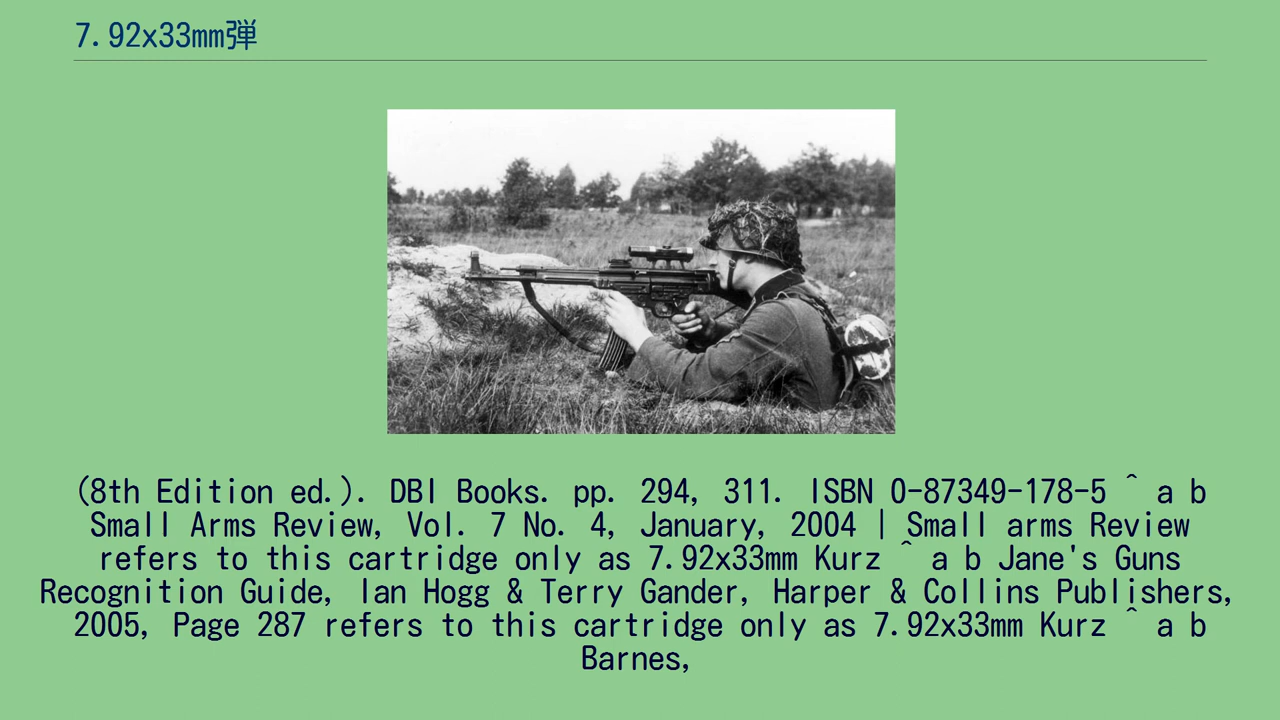 7.92x33mm弾
(8th Edition ed.). DBI Books. pp. 294, 311. ISBN 0-87349-178-5 ^ a b
Small Arms Review, Vol. 7 No. 4, January, 2004 | Small arms Review
refers to this cartridge only as 7.92x33mm Kurz ^ a b Jane's Guns
Recognition Guide, Ian Hogg & Terry Gander, Harper & Collins Publishers,
2005, Page 287 refers to this cartridge only as 7.92x33mm Kurz ^ a b
Barnes,